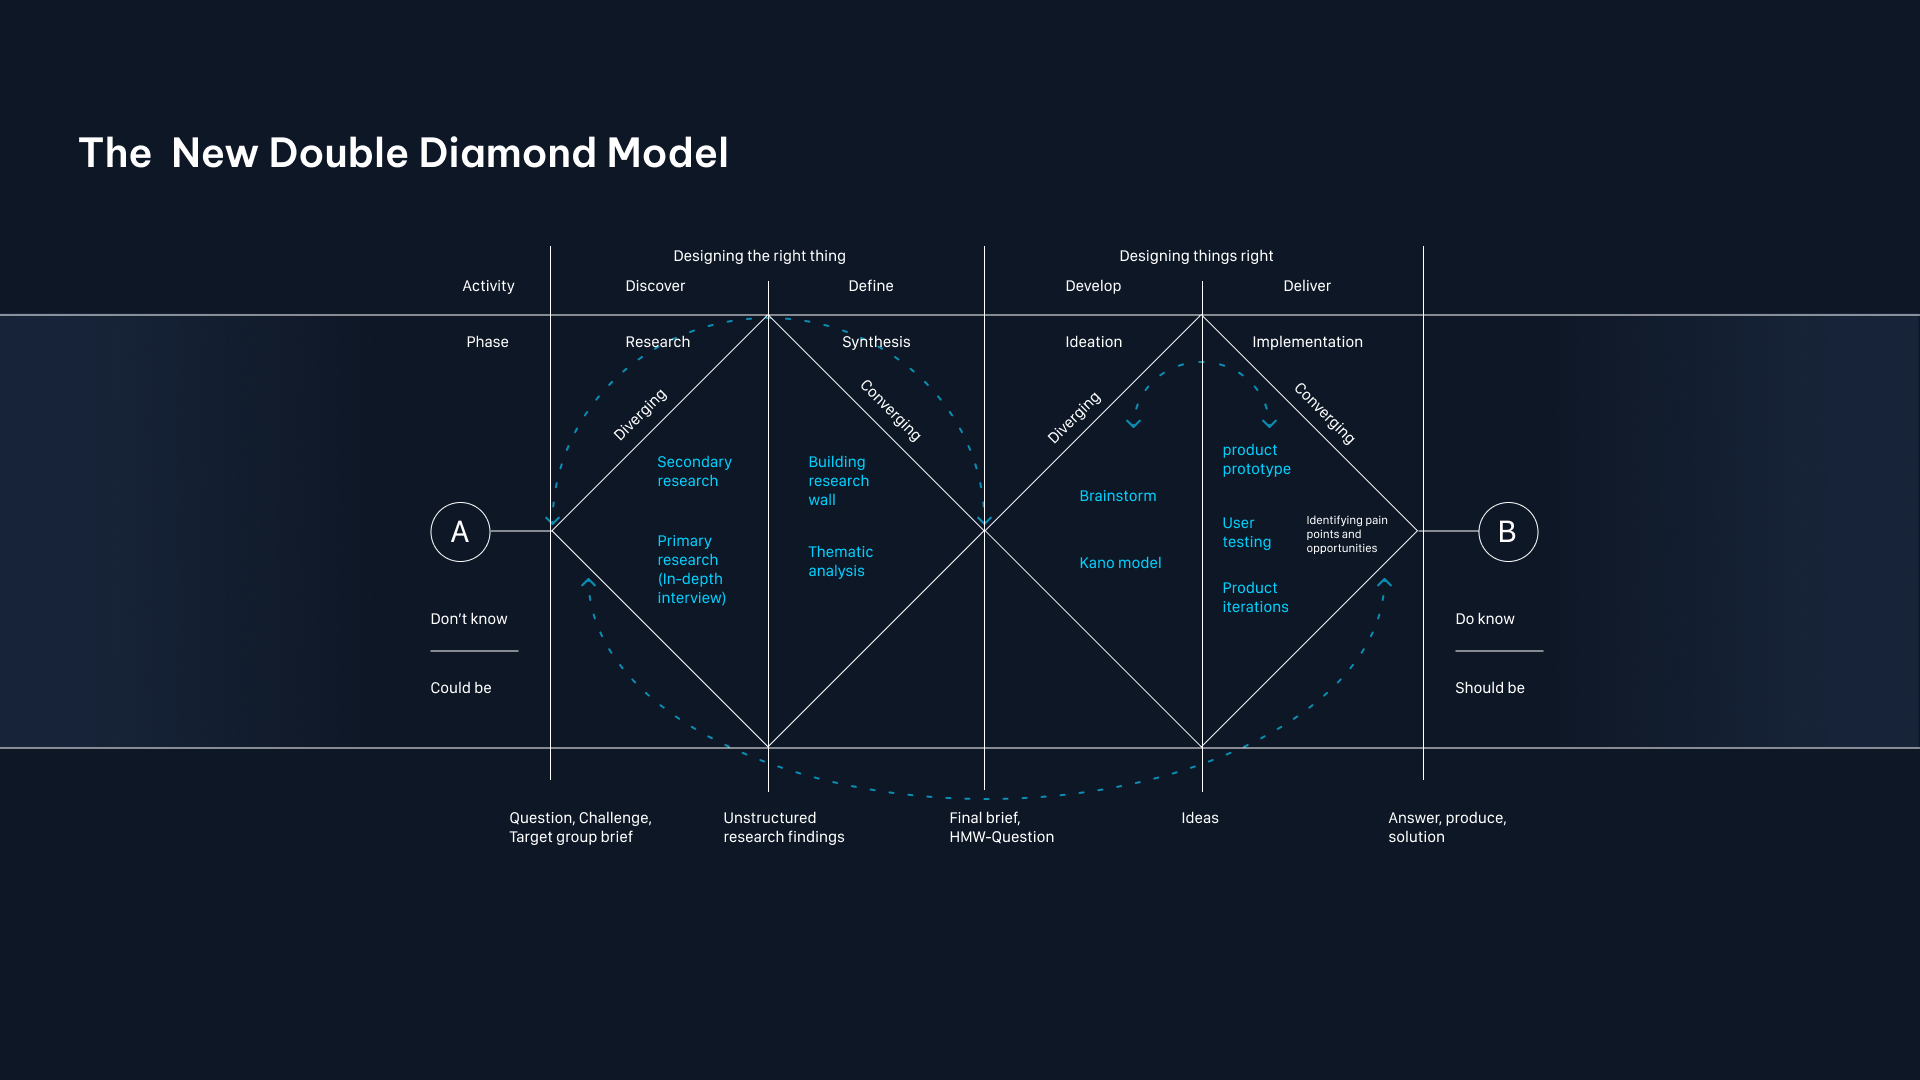 The  New Double Diamond Model
Designing the right thing
Designing things right
Activity
Discover
Define
Develop
Deliver
Phase
Research
Synthesis
Ideation
Implementation
Diverging
Converging
Diverging
Converging
Secondary
research
Primary
research
(In-depth
interview)
Building
research
wall
Thematic
analysis
Brainstorm
Kano model
product
prototype
User
testing
Product
iterations
Identifying pain
points and
opportunities
A
Don’t know
Could be
B
Do know
Should be
Question, Challenge,
Target group brief
Unstructured
research findings
Final brief,
HMW-Question
Ideas
Answer, produce,
solution